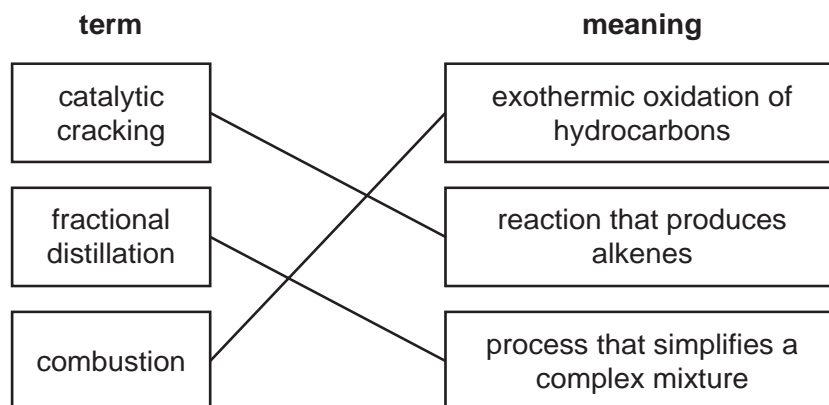 term
meaning
catalytic
cracking
exothermic oxidation of
hydrocarbons
fractional
distillation
reaction that produces
alkenes
combustion
process that simplifies a
complex mixture